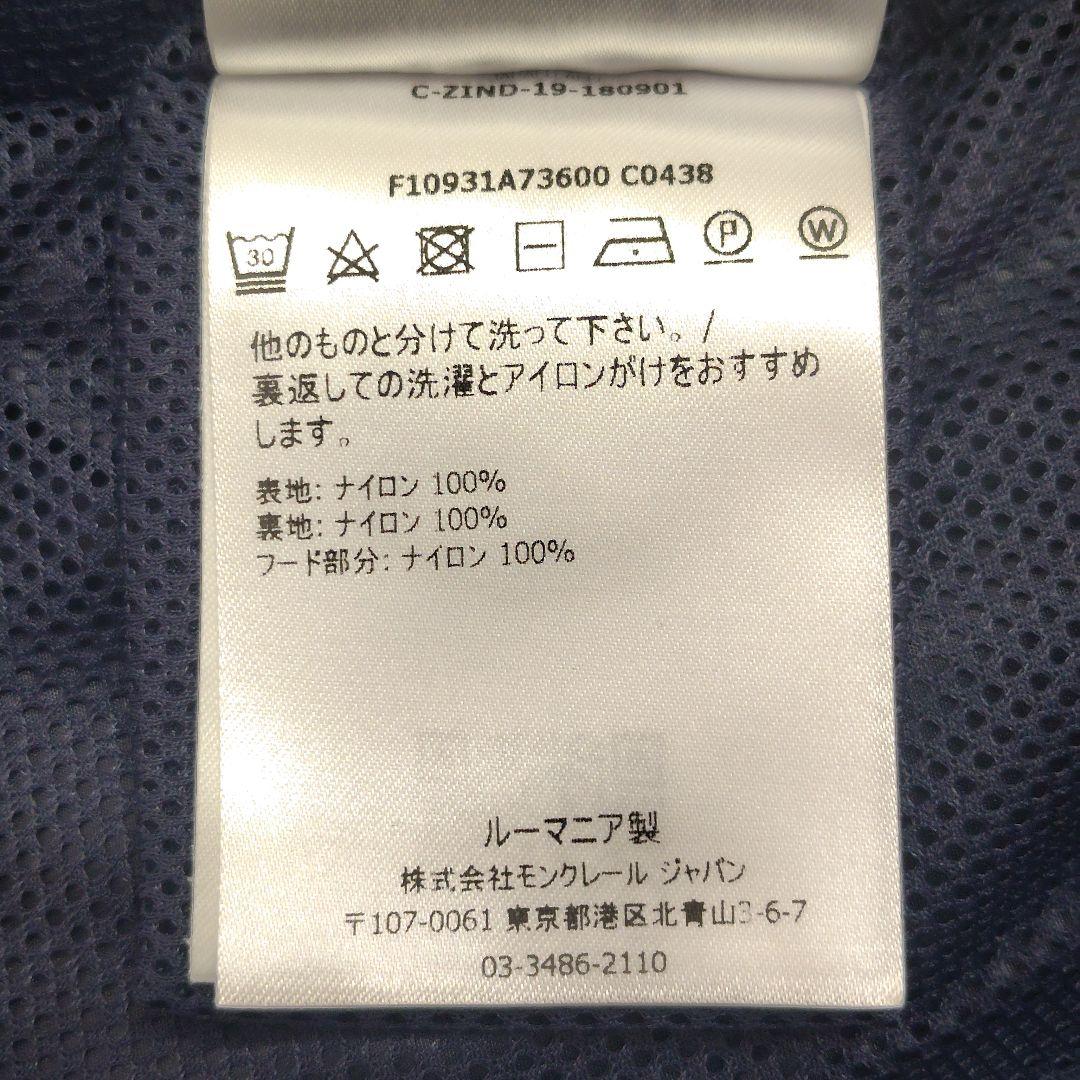 C-ZIND-19-180901
F10931A73600 C0438
30 P W
他のものと分けて洗って下さい。/
裏返しての洗濯とアイロンがけをおすすめ
します。
表地: ナイロン 100%
裏地: ナイロン 100%
フード部分: ナイロン 100%
ルーマニア製
株式会社モンクレール ジャパン
〒107-0061 東京都港区北青山3-6-7
03-3486-2110